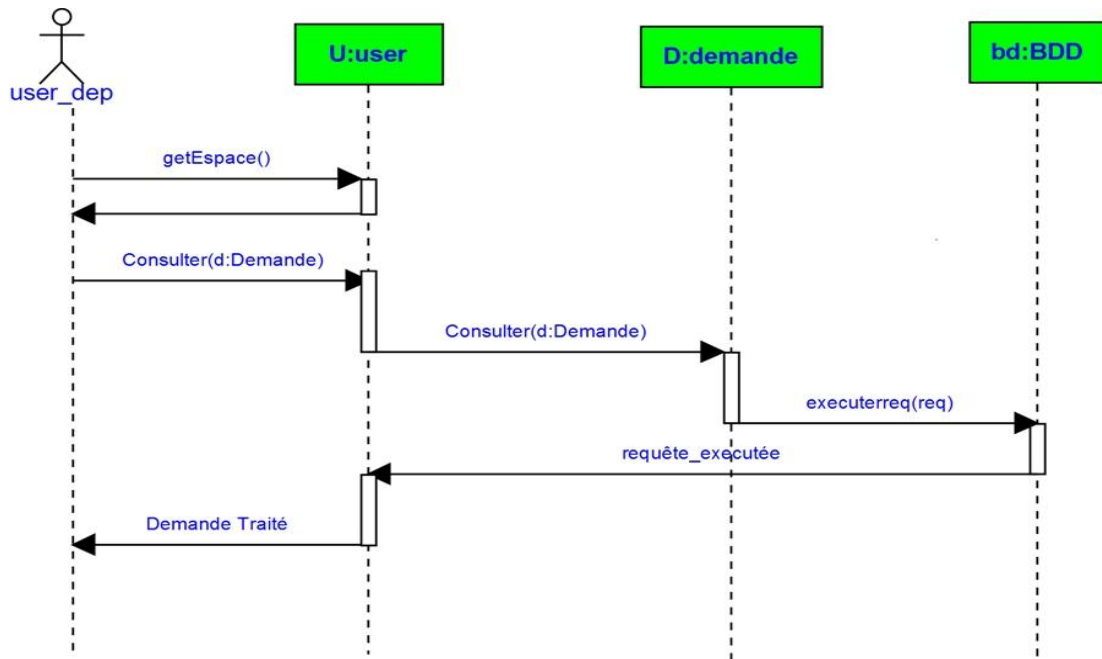 U:user
D:demande
bd:BDD
user_dep
getEspace()
Consulter(d:Demande)
Consulter(d:Demande)
executerreq(req)
requête_executée
Demande Traité